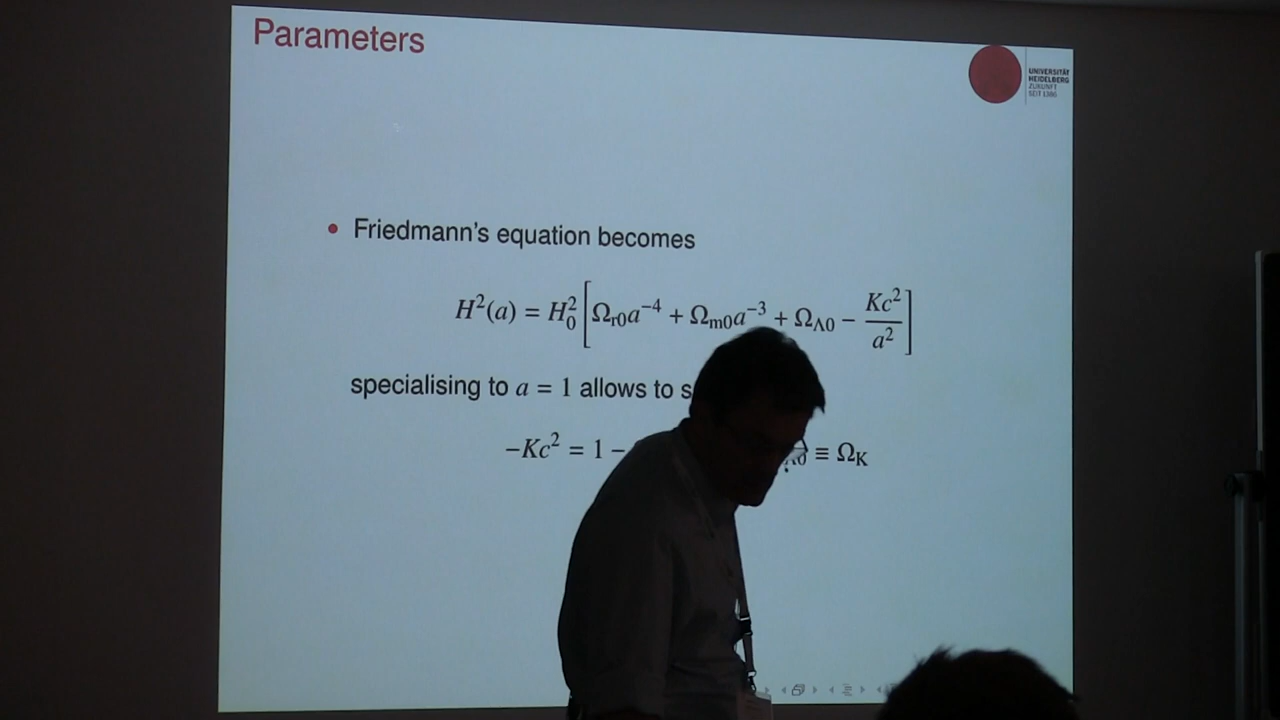 Parameters
UNIVERSITÄT
HEIDELBERG
ZUKUNFT
SEIT 1386
• Friedmann's equation becomes
H²(a) = H₀² [Ω_r0 a⁻⁴ + Ω_m0 a⁻³ + Ω_Λ0 − Kc²/a²]
specialising to a = 1 allows to
−Kc² = 1 − ≡ Ω_K